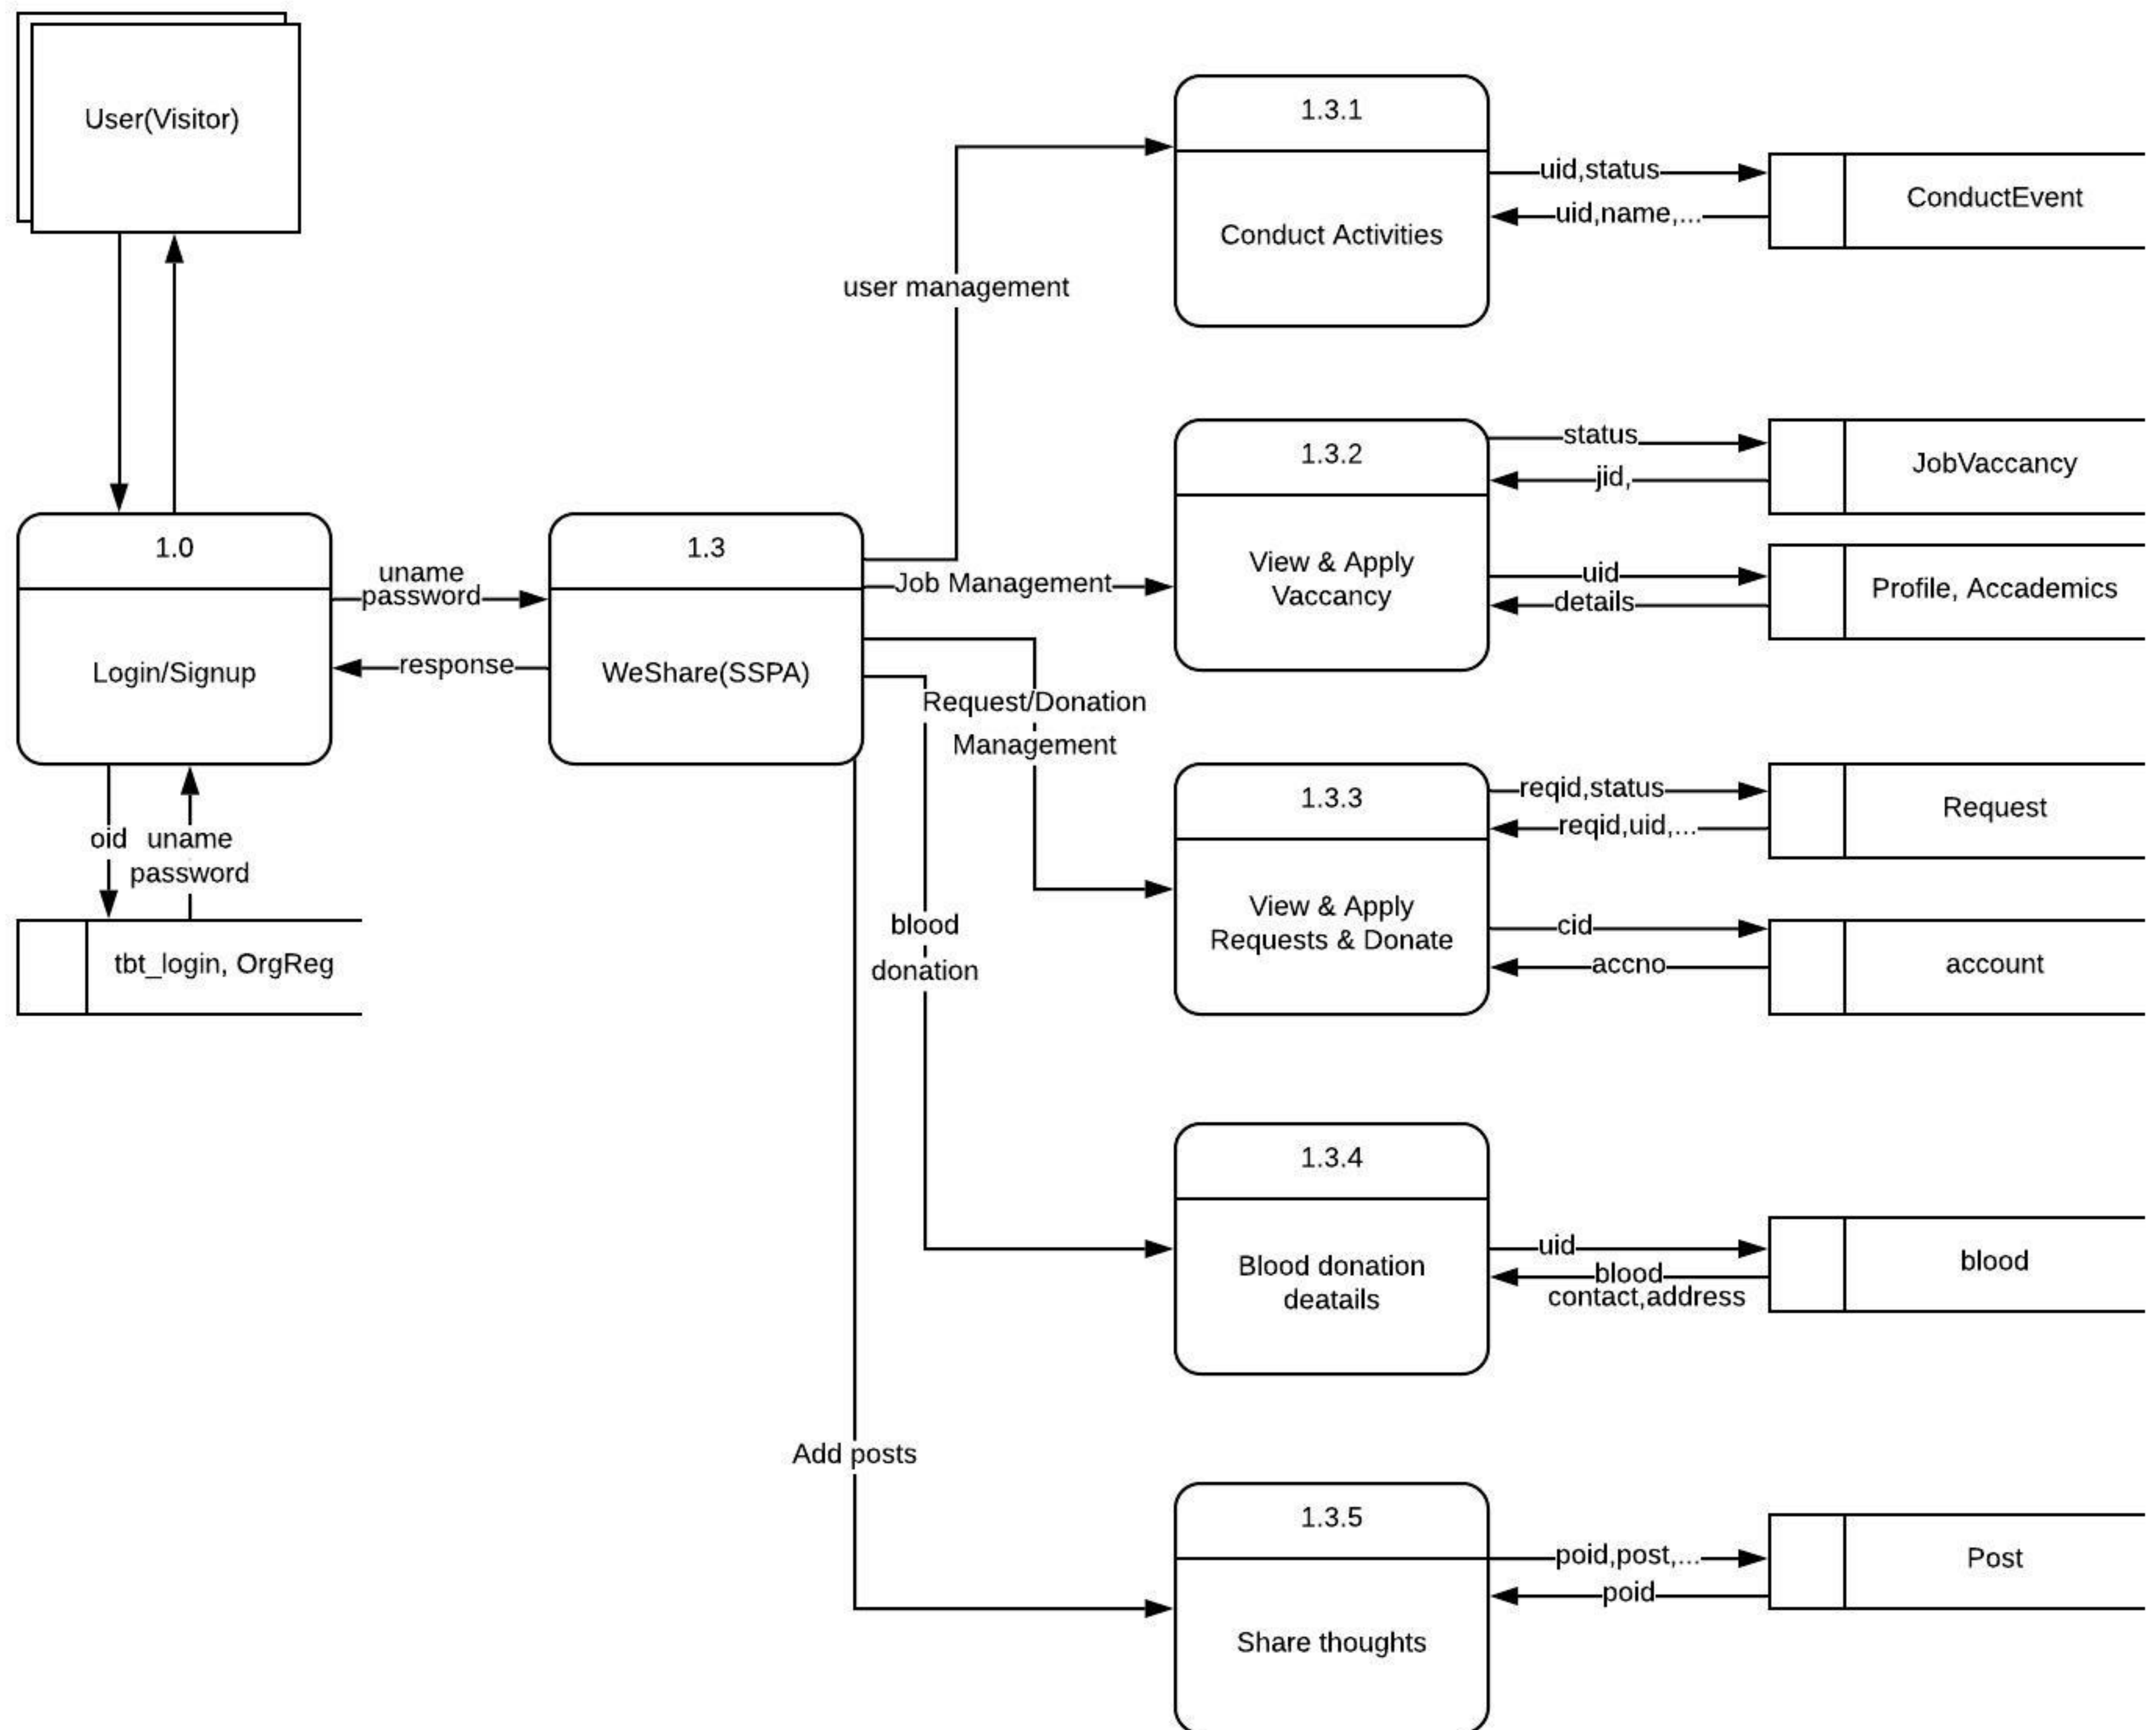 User(Visitor)
1.0
Login/Signup
uname
password
response
oid
uname
password
tbt_login, OrgReg
1.3
WeShare(SSPA)
user management
Job Management
Request/Donation
Management
blood
donation
Add posts
1.3.1
Conduct Activities
uid,status
uid,name,...
ConductEvent
1.3.2
View & Apply
Vaccancy
status
jid,
JobVaccancy
uid
details
Profile, Accademics
1.3.3
View & Apply
Requests & Donate
reqid,status
reqid,uid,...
Request
cid
accno
account
1.3.4
Blood donation
deatails
uid
blood
contact,address
blood
1.3.5
Share thoughts
poid,post,...
poid
Post